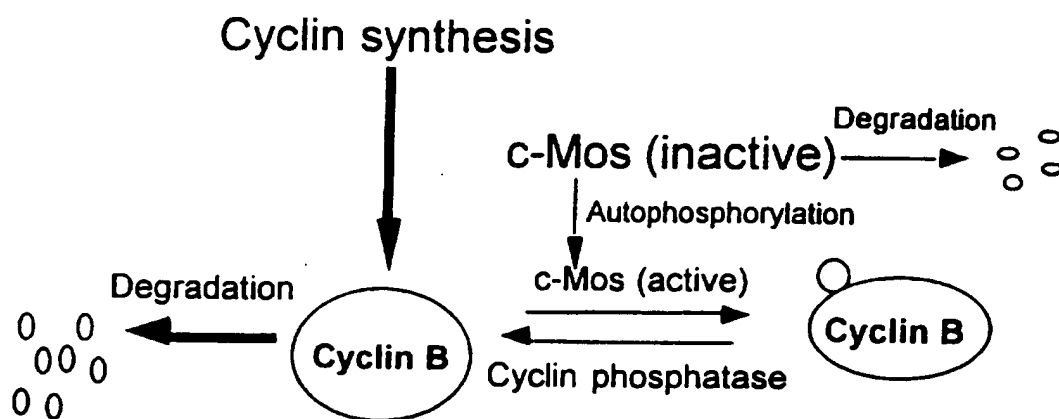 Cyclin synthesis
Degradation
c-Mos (inactive)
Autophosphorylation
c-Mos (active)
Degradation
Cyclin B
Cyclin B
Cyclin phosphatase